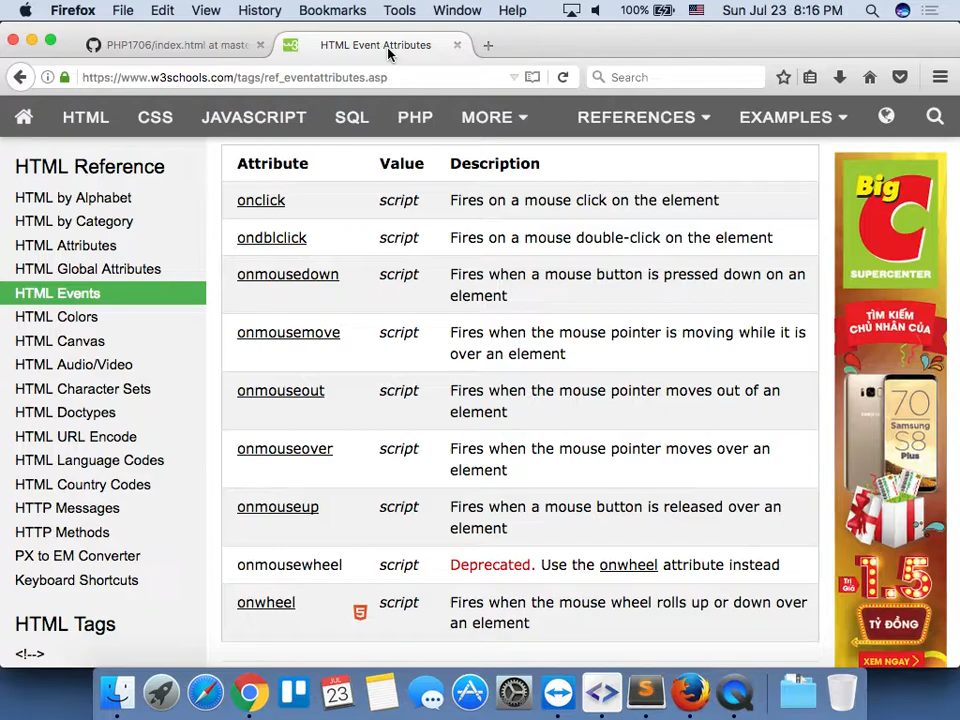 Firefox File Edit View History Bookmarks Tools Window Help 100% Sun Jul 23 8:16 PM
PHP1706/index.html at mast
HTML Event Attributes
https://www.w3schools.com/tags/ref_eventattributes.asp
Search
HTML CSS JAVASCRIPT SQL PHP MORE REFERENCES EXAMPLES
HTML Reference
HTML by Alphabet
HTML by Category
HTML Attributes
HTML Global Attributes
HTML Events
HTML Colors
HTML Canvas
HTML Audio/Video
HTML Character Sets
HTML Doctypes
HTML URL Encode
HTML Language Codes
HTML Country Codes
HTTP Messages
HTTP Methods
PX to EM Converter
Keyboard Shortcuts
HTML Tags
<!-->
Attribute Value Description
onclick script Fires on a mouse click on the element
ondblclick script Fires on a mouse double-click on the element
onmousedown script Fires when a mouse button is pressed down on an
element
onmousemove script Fires when the mouse pointer is moving while it is
over an element
onmouseout script Fires when the mouse pointer moves out of an
element
onmouseover script Fires when the mouse pointer moves over an
element
onmouseup script Fires when a mouse button is released over an
element
onmousewheel script Deprecated. Use the onwheel attribute instead
onwheel script Fires when the mouse wheel rolls up or down over
an element
Big
C
SUPERCENTER
TÌM KIẾM
CHỦ NHÂN CỦA
70
Samsung
S8
Plus
Trị
Giá
1.5
TỶ ĐỒNG
XEM NGAY >
JUL
23